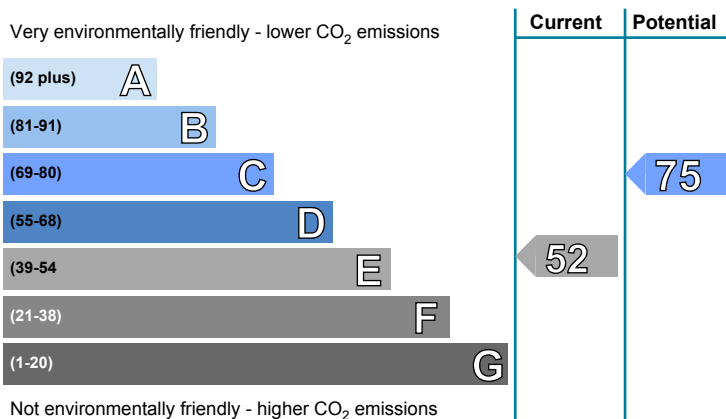 Current Potential
Very environmentally friendly - lower CO2 emissions
(92 plus) A
(81-91) B
(69-80) C
75
(55-68) D
(39-54 E
52
(21-38) F
(1-20) G
Not environmentally friendly - higher CO2 emissions